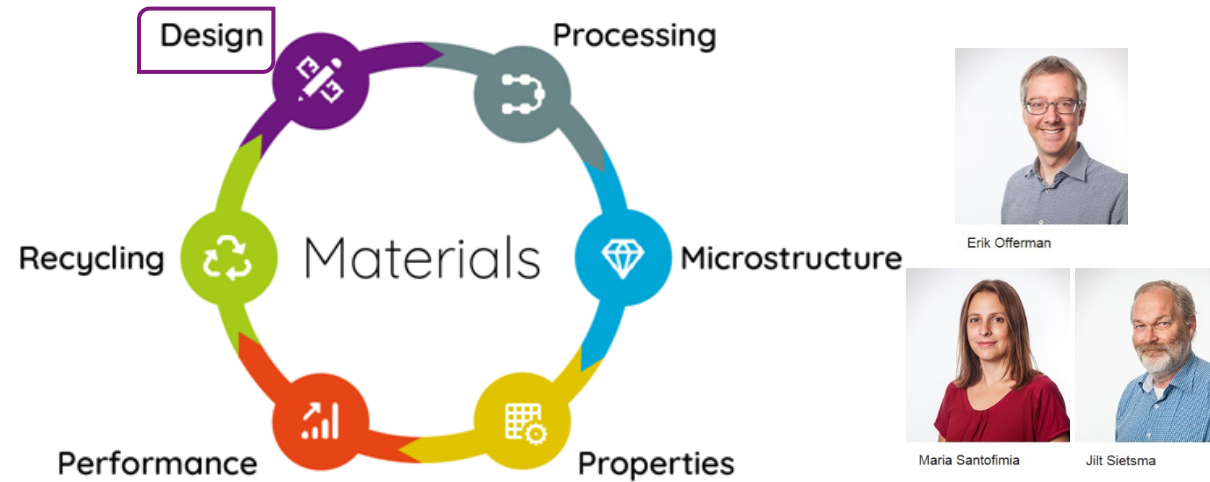 Design
Processing
Recycling
Materials
Microstructure
Performance
Properties
Erik Offerman
Maria Santofimia
Jilt Sietsma